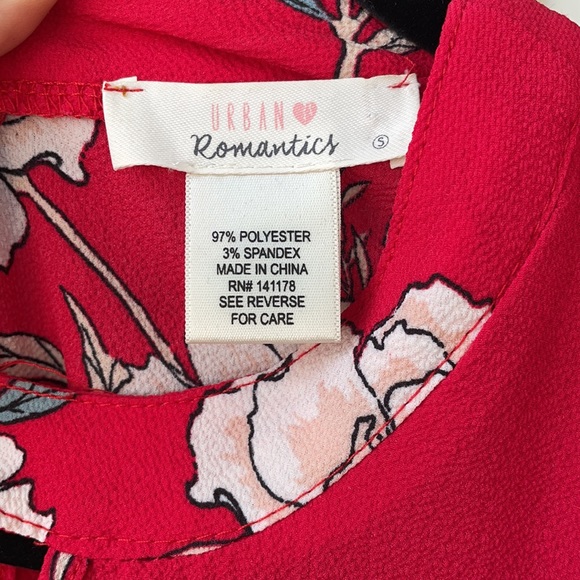 URBAN
Romantics
S
97% POLYESTER
3% SPANDEX
MADE IN CHINA
RN# 141178
SEE REVERSE
FOR CARE